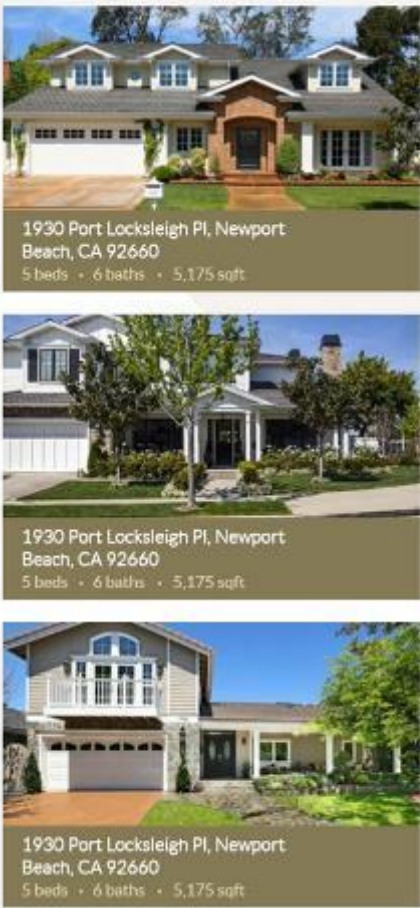 1930 Port Locksleigh Pl, Newport
Beach, CA 92660
5 beds • 6 baths • 5,175 sqft
1930 Port Locksleigh Pl, Newport
Beach, CA 92660
5 beds • 6 baths • 5,175 sqft
1930 Port Locksleigh Pl, Newport
Beach, CA 92660
5 beds • 6 baths • 5,175 sqft